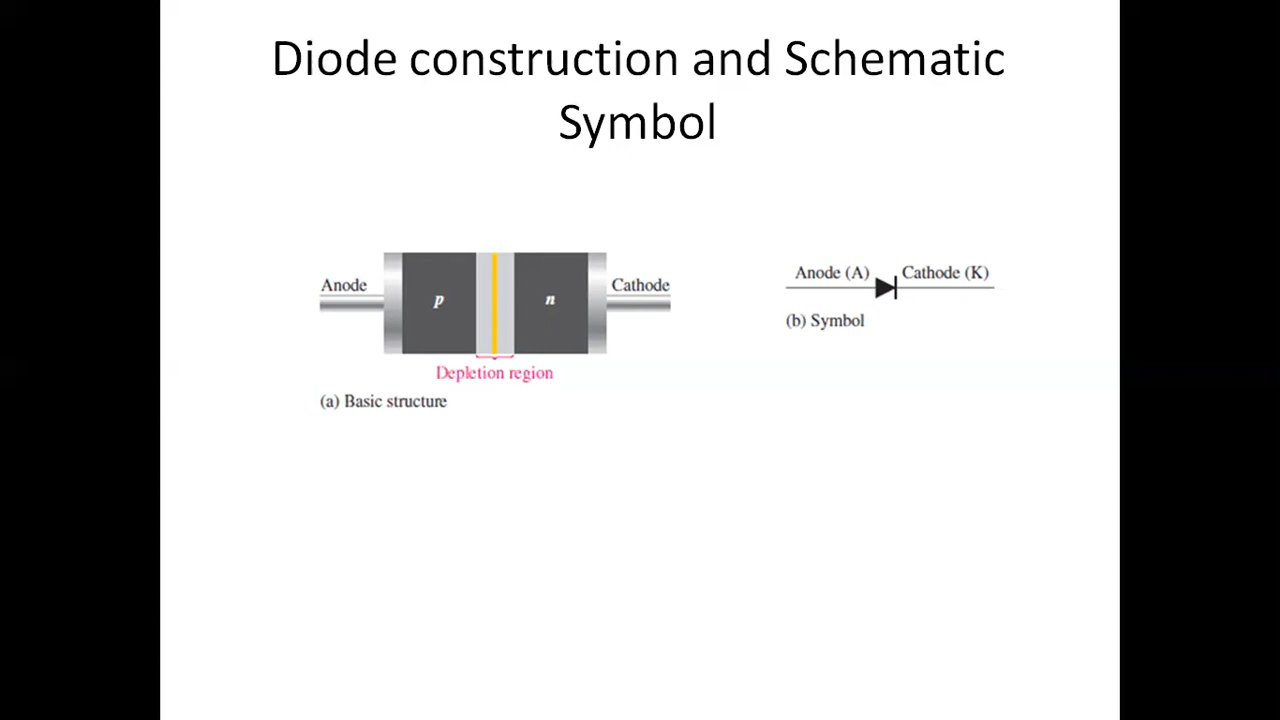 Diode construction and Schematic
Symbol
Anode
p
n
Cathode
Depletion region
(a) Basic structure
Anode (A)
Cathode (K)
(b) Symbol